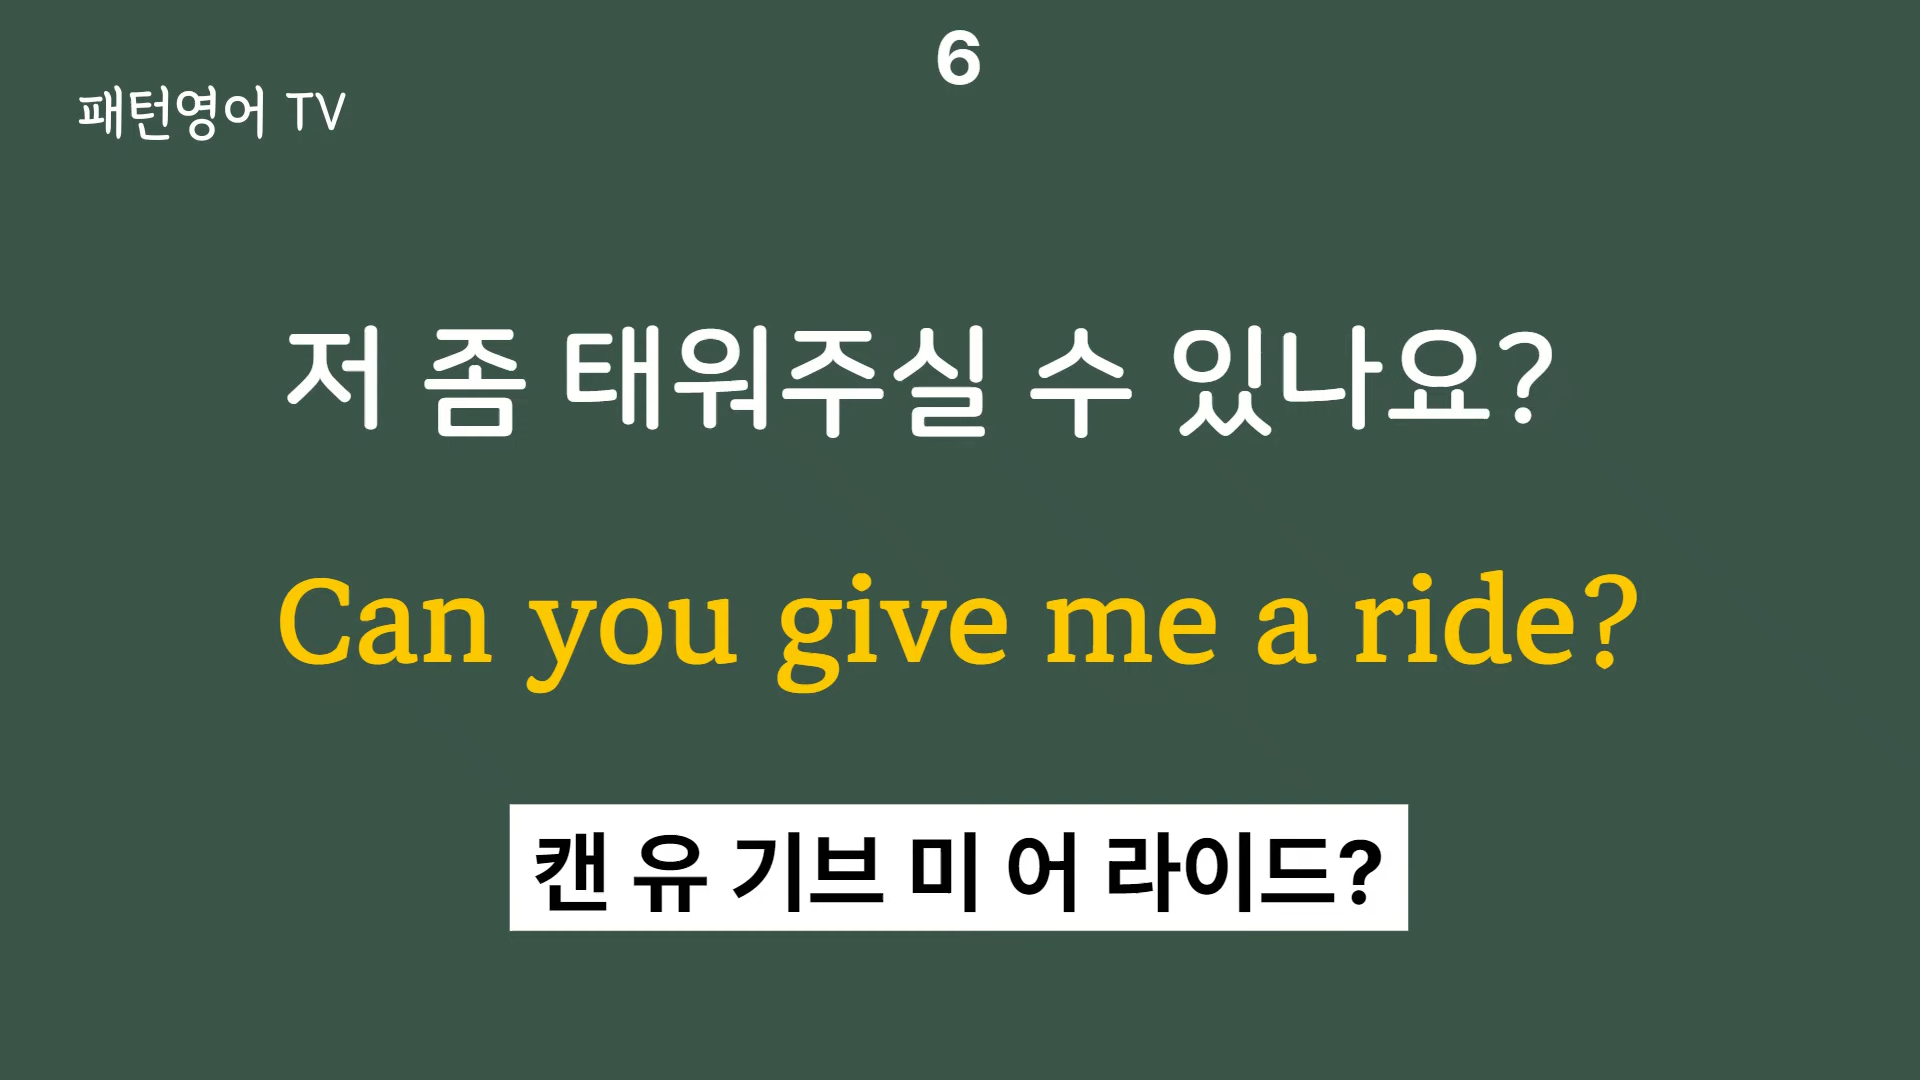 6
패턴영어 TV
저 좀 태워주실 수 있나요?
Can you give me a ride?
캔 유 기브 미 어 라이드?